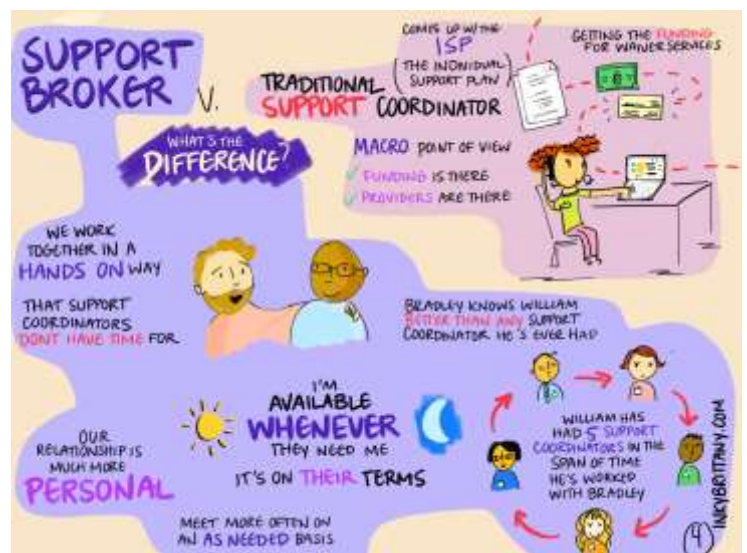 SUPPORT
BROKER
V.
TRADITIONAL
SUPPORT COORDINATOR
WHAT'S THE
DIFFERENCE?
COMES UP W/ THE
ISP
(THE INDIVIDUAL
SUPPORT PLAN)
GETTING THE FUNDING
FOR WAIVER SERVICES
MACRO POINT OF VIEW
✓ FUNDING IS THERE
✓ PROVIDERS ARE THERE
WE WORK
TOGETHER IN A
HANDS ON WAY
THAT SUPPORT
COORDINATORS
DON'T HAVE TIME FOR
BRADLEY KNOWS WILLIAM
BETTER THAN ANY SUPPORT
COORDINATOR HE'S EVER HAD
OUR
RELATIONSHIP IS
MUCH MORE
PERSONAL
I'M
AVAILABLE
WHENEVER
THEY NEED ME
IT'S ON THEIR TERMS
MEET MORE OFTEN ON
AN AS NEEDED BASIS
WILLIAM HAS
HAD 5 SUPPORT
COORDINATORS IN THE
SPAN OF TIME
HE'S WORKED
WITH BRADLEY
INKYBRITTANY.COM
4